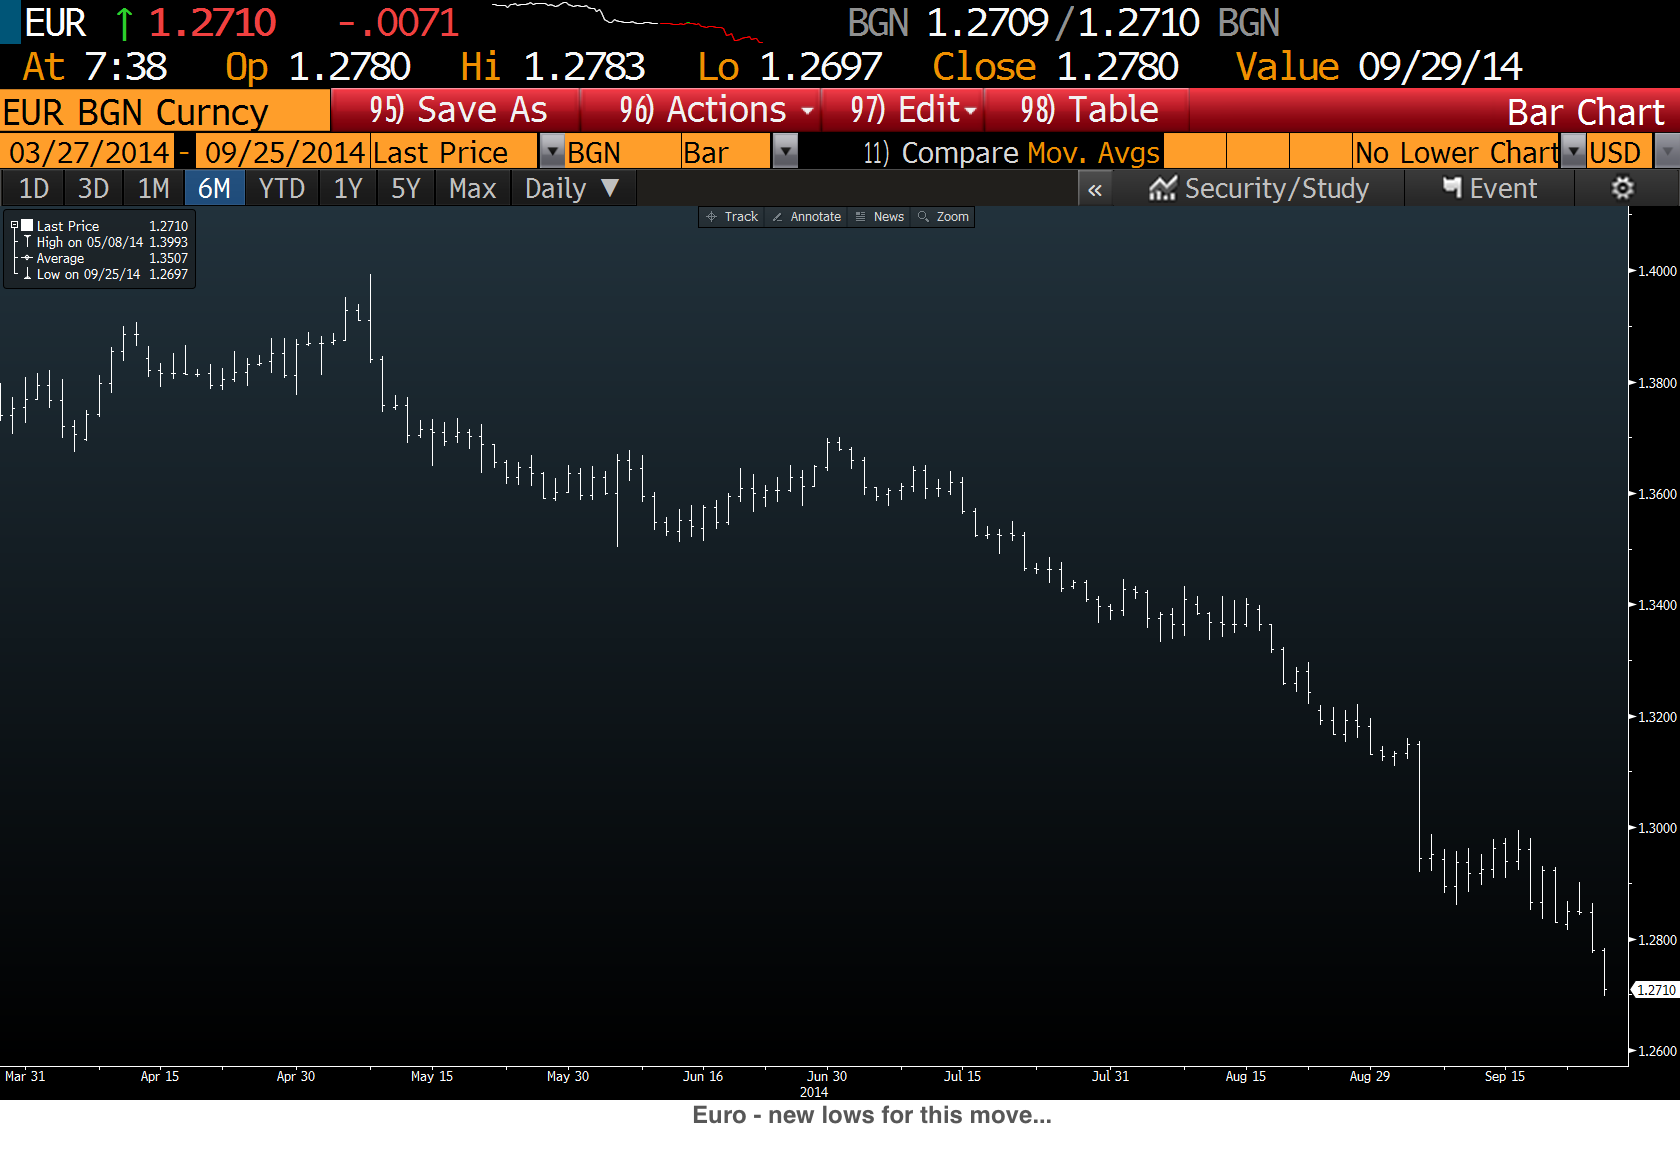 EUR ↑ 1.2710 -.0071 BGN 1.2709/1.2710 BGN
At 7:38 Op 1.2780 Hi 1.2783 Lo 1.2697 Close 1.2780 Value 09/29/14
EUR BGN Curncy 95) Save As 96) Actions 97) Edit 98) Table Bar Chart
03/27/2014 - 09/25/2014 Last Price BGN Bar 11) Compare Mov. Avgs No Lower Chart USD
1D 3D 1M 6M YTD 1Y 5Y Max Daily ▼ « Security/Study Event
Track Annotate News Zoom
Last Price 1.2710
High on 05/08/14 1.3993
Average 1.3507
Low on 09/25/14 1.2697
1.4000
1.3800
1.3600
1.3400
1.3200
1.3000
1.2800
1.2710
1.2600
Mar 31 Apr 15 Apr 30 May 15 May 30 Jun 16 Jun 30 Jul 15 Jul 31 Aug 15 Aug 29 Sep 15
2014
Euro - new lows for this move...